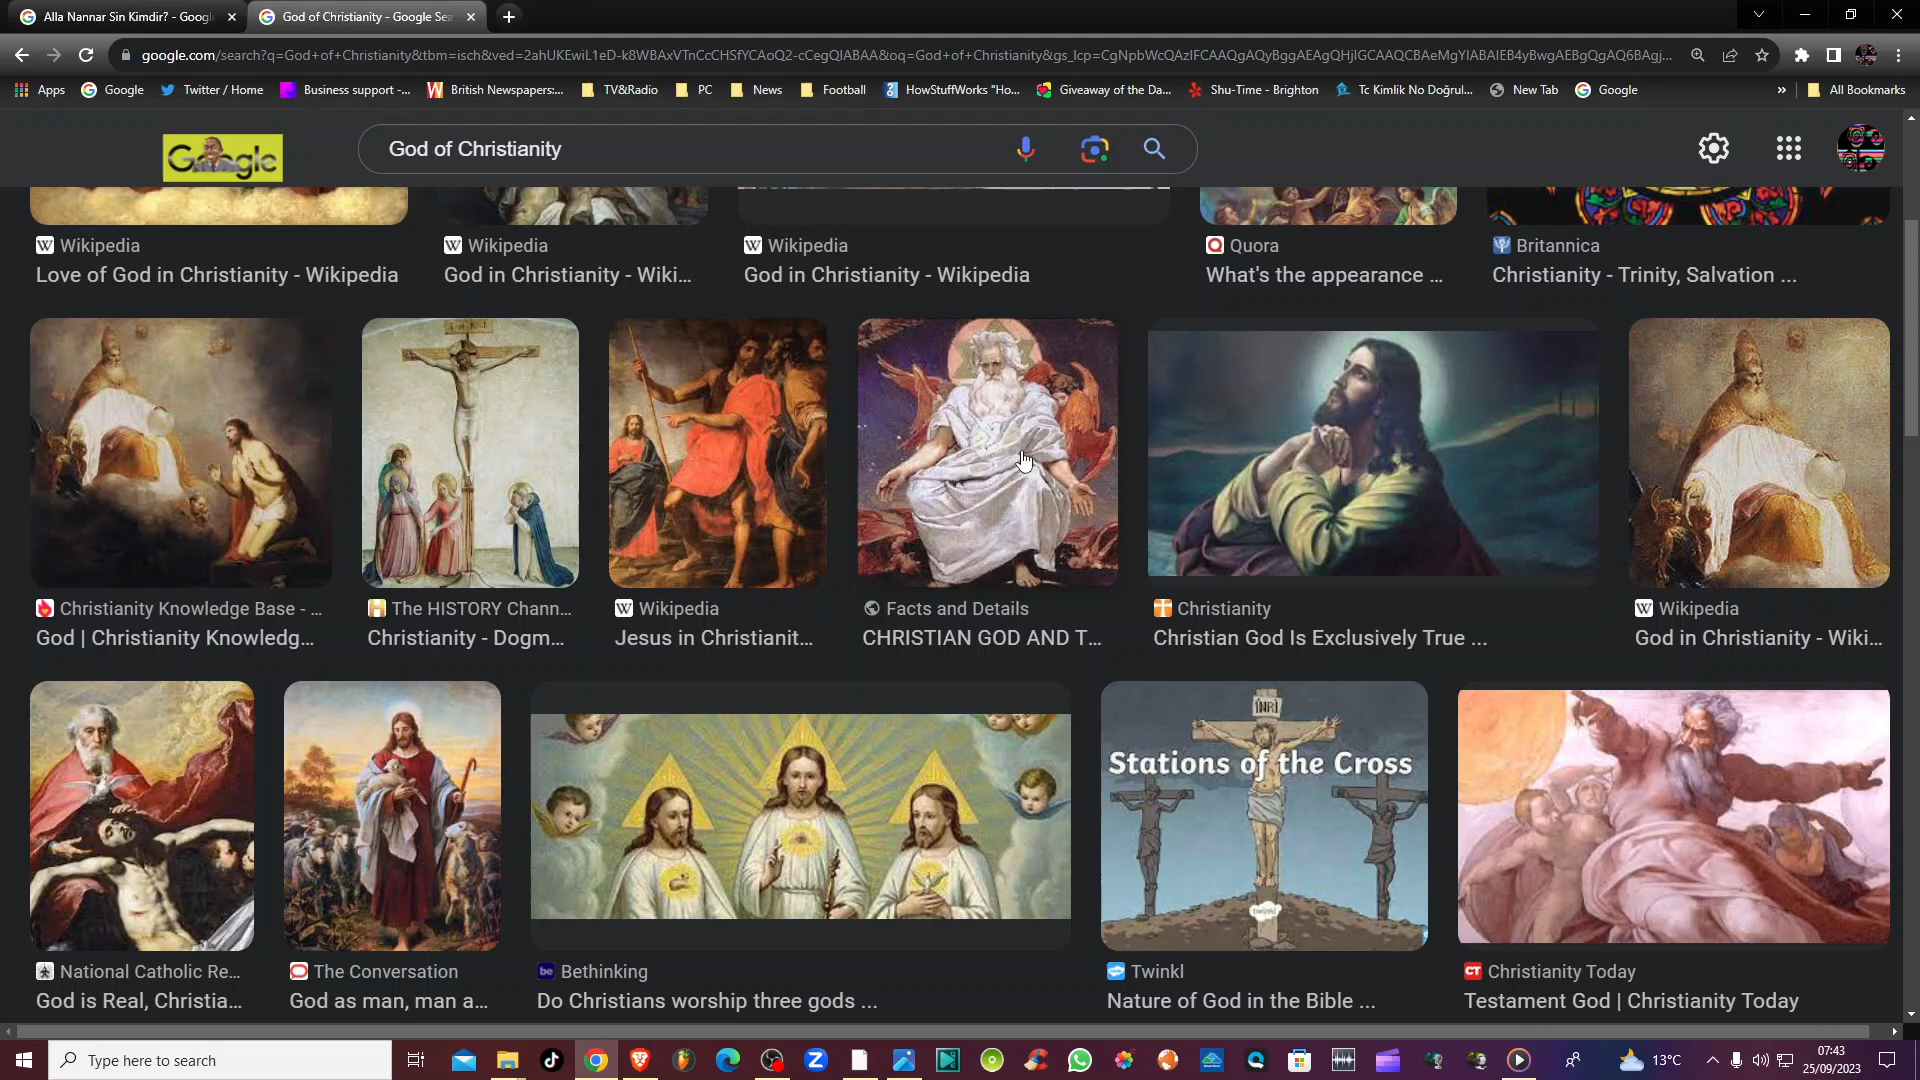 Alla Nannar Sin Kimdir? - Googl
God of Christianity - Google Sea
google.com/search?q=God+of+Christianity&tbm=isch&ved=2ahUKEwiL1eD-k8WBAxVTnCcCHSfYCAoQ2-cCegQIABAA&oq=God+of+Christianity&gs_lcp=CgNpbWcQAzIFCAAQgAQyBggAEAgQHjIGCAAQCBAeMgYIABAIEB4yBwgAEBgQgAQ6BAgj...
Apps Google Twitter / Home Business support -... British Newspapers:... TV&Radio PC News Football HowStuffWorks "Ho... Giveaway of the Da... Shu-Time - Brighton Tc Kimlik No Doğrul... New Tab Google » All Bookmarks
Google God of Christianity
Wikipedia Wikipedia Wikipedia Quora Britannica
Love of God in Christianity - Wikipedia God in Christianity - Wiki... God in Christianity - Wikipedia What's the appearance ... Christianity - Trinity, Salvation ...
Christianity Knowledge Base - ... The HISTORY Chann... Wikipedia Facts and Details Christianity Wikipedia
God | Christianity Knowledg... Christianity - Dogm... Jesus in Christianit... CHRISTIAN GOD AND T... Christian God Is Exclusively True ... God in Christianity - Wiki...
INRI
Stations of the Cross
twinkl
National Catholic Re... The Conversation be Bethinking Twinkl CT Christianity Today
God is Real, Christia... God as man, man a... Do Christians worship three gods ... Nature of God in the Bible ... Testament God | Christianity Today
Type here to search 13°C 07:43
25/09/2023